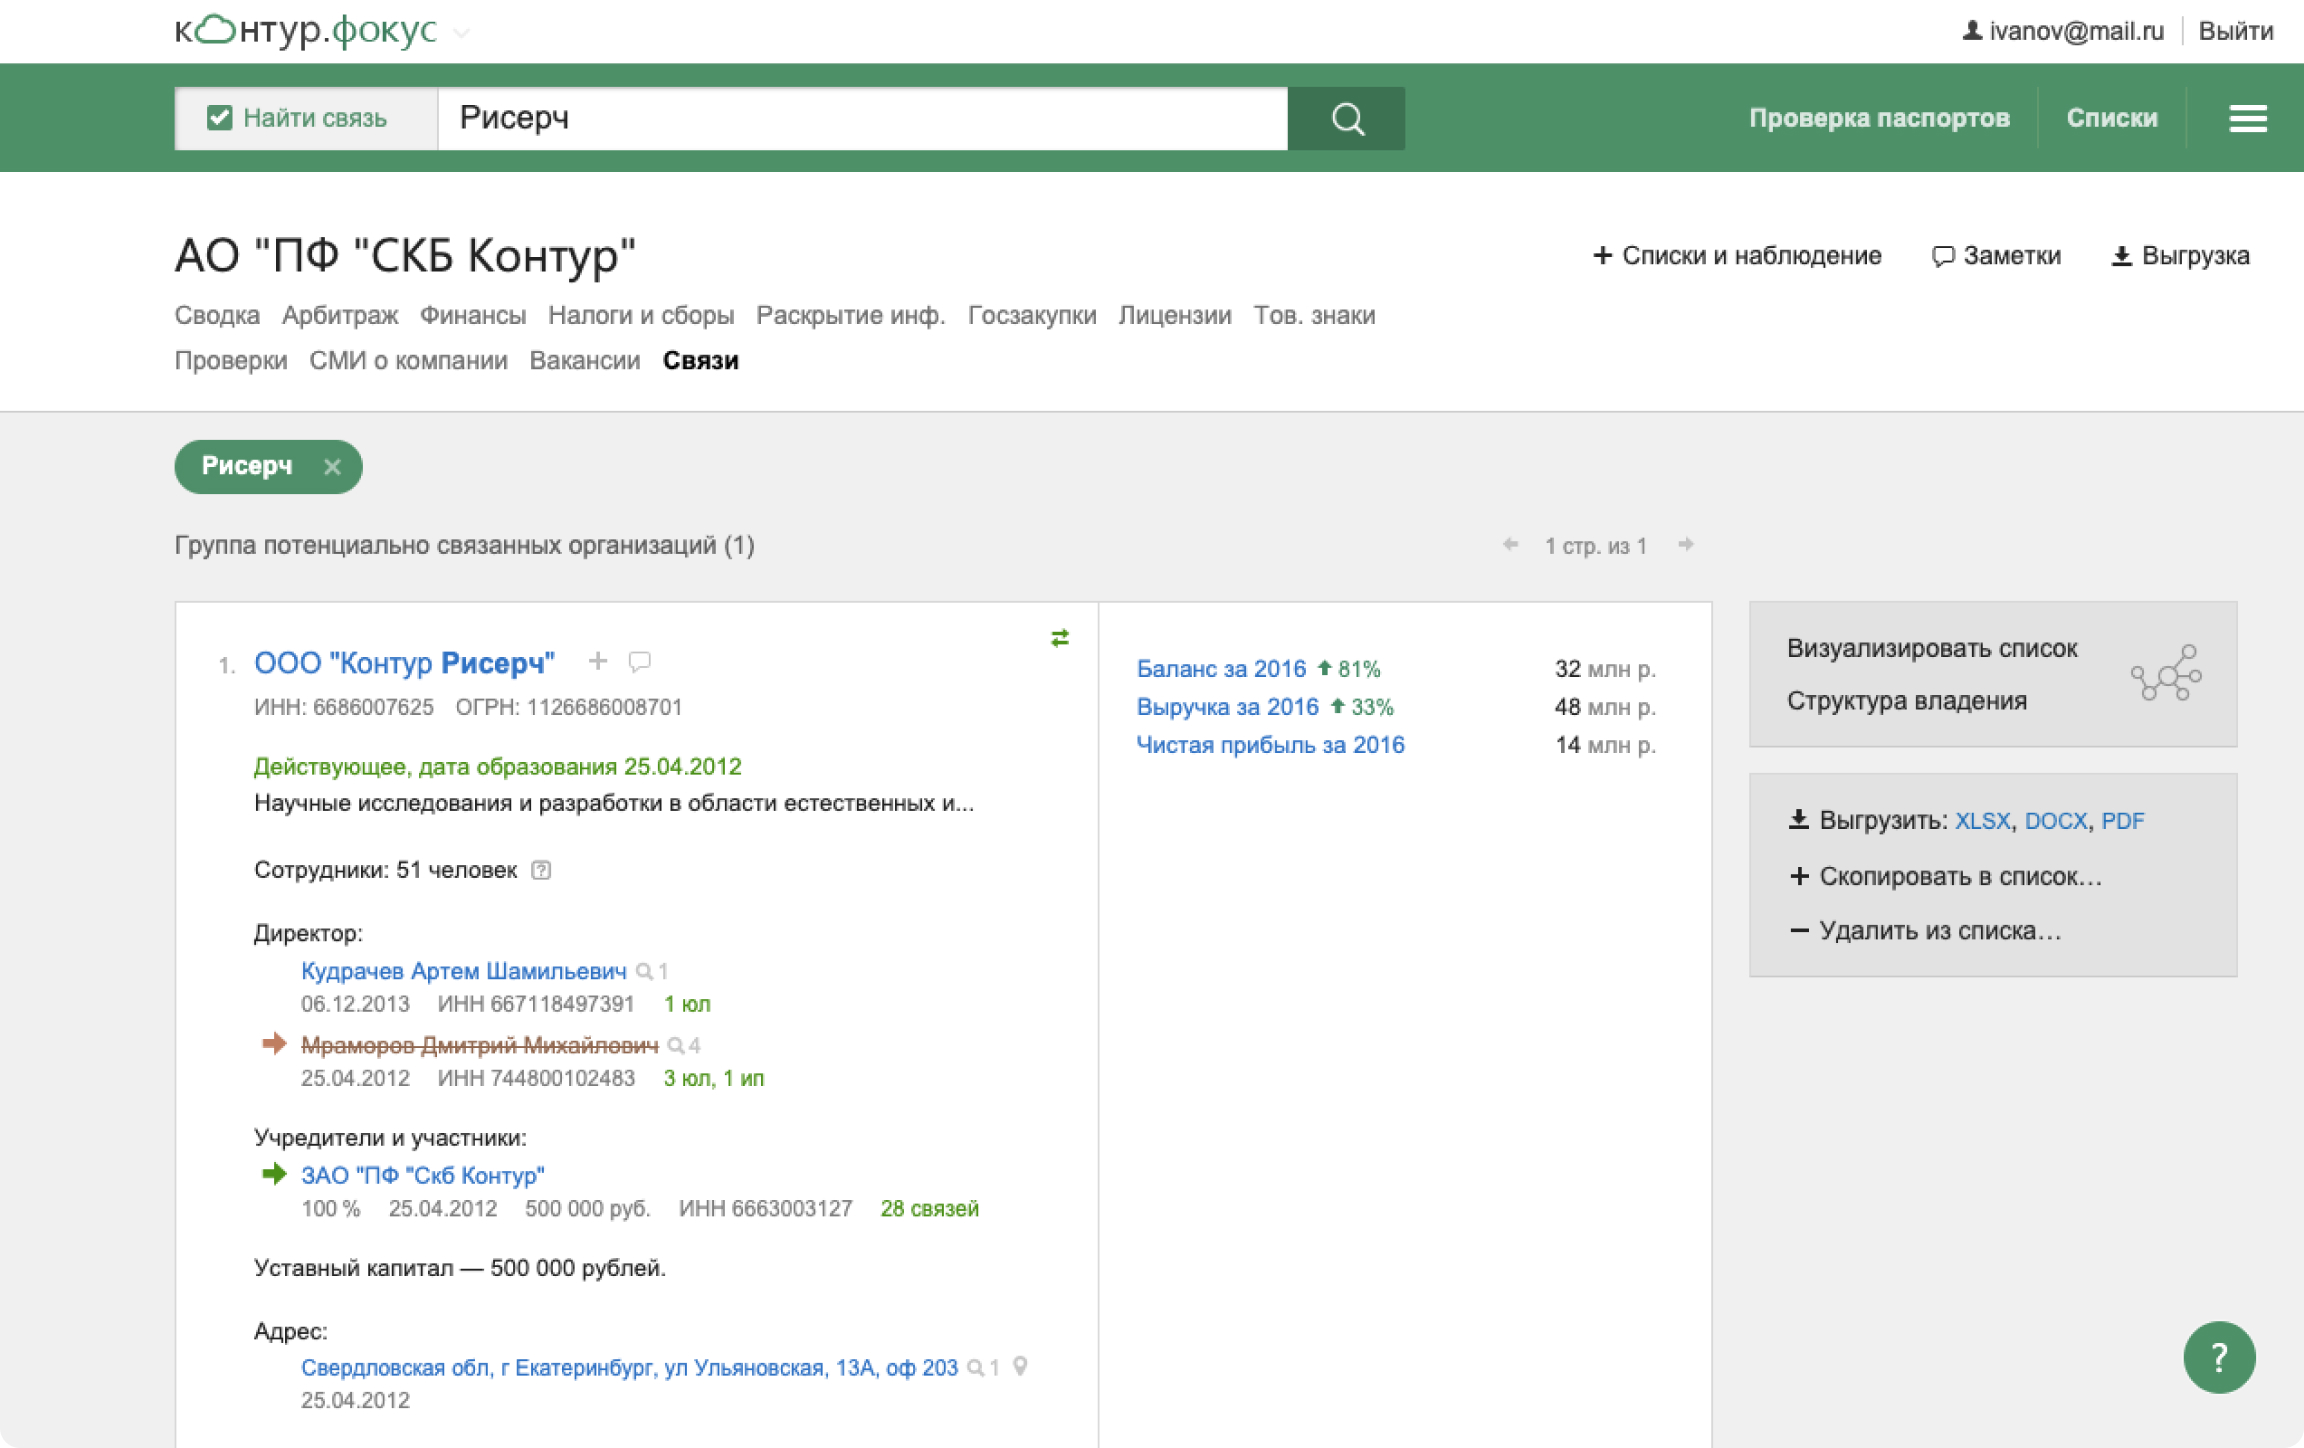 контур.фокус
ivanov@mail.ru Выйти
Найти связь Рисерч Проверка паспортов Списки
АО "ПФ "СКБ Контур" + Списки и наблюдение Заметки Выгрузка
Сводка Арбитраж Финансы Налоги и сборы Раскрытие инф. Госзакупки Лицензии Тов. знаки
Проверки СМИ о компании Вакансии Связи
Рисерч ×
Группа потенциально связанных организаций (1) 1 стр. из 1
1. ООО "Контур Рисерч" +
ИНН: 6686007625 ОГРН: 1126686008701
Действующее, дата образования 25.04.2012
Научные исследования и разработки в области естественных и...
Сотрудники: 51 человек ?
Директор:
Кудрачев Артем Шамильевич 1
06.12.2013 ИНН 667118497391 1 юл
Мраморов Дмитрий Михайлович 4
25.04.2012 ИНН 744800102483 3 юл, 1 ип
Учредители и участники:
ЗАО "ПФ "Скб Контур"
100 % 25.04.2012 500 000 руб. ИНН 6663003127 28 связей
Уставный капитал — 500 000 рублей.
Адрес:
Свердловская обл, г Екатеринбург, ул Ульяновская, 13А, оф 203 1
25.04.2012
Баланс за 2016 81% 32 млн р.
Выручка за 2016 33% 48 млн р.
Чистая прибыль за 2016 14 млн р.
Визуализировать список
Структура владения
Выгрузить: XLSX, DOCX, PDF
+ Скопировать в список...
− Удалить из списка...
?